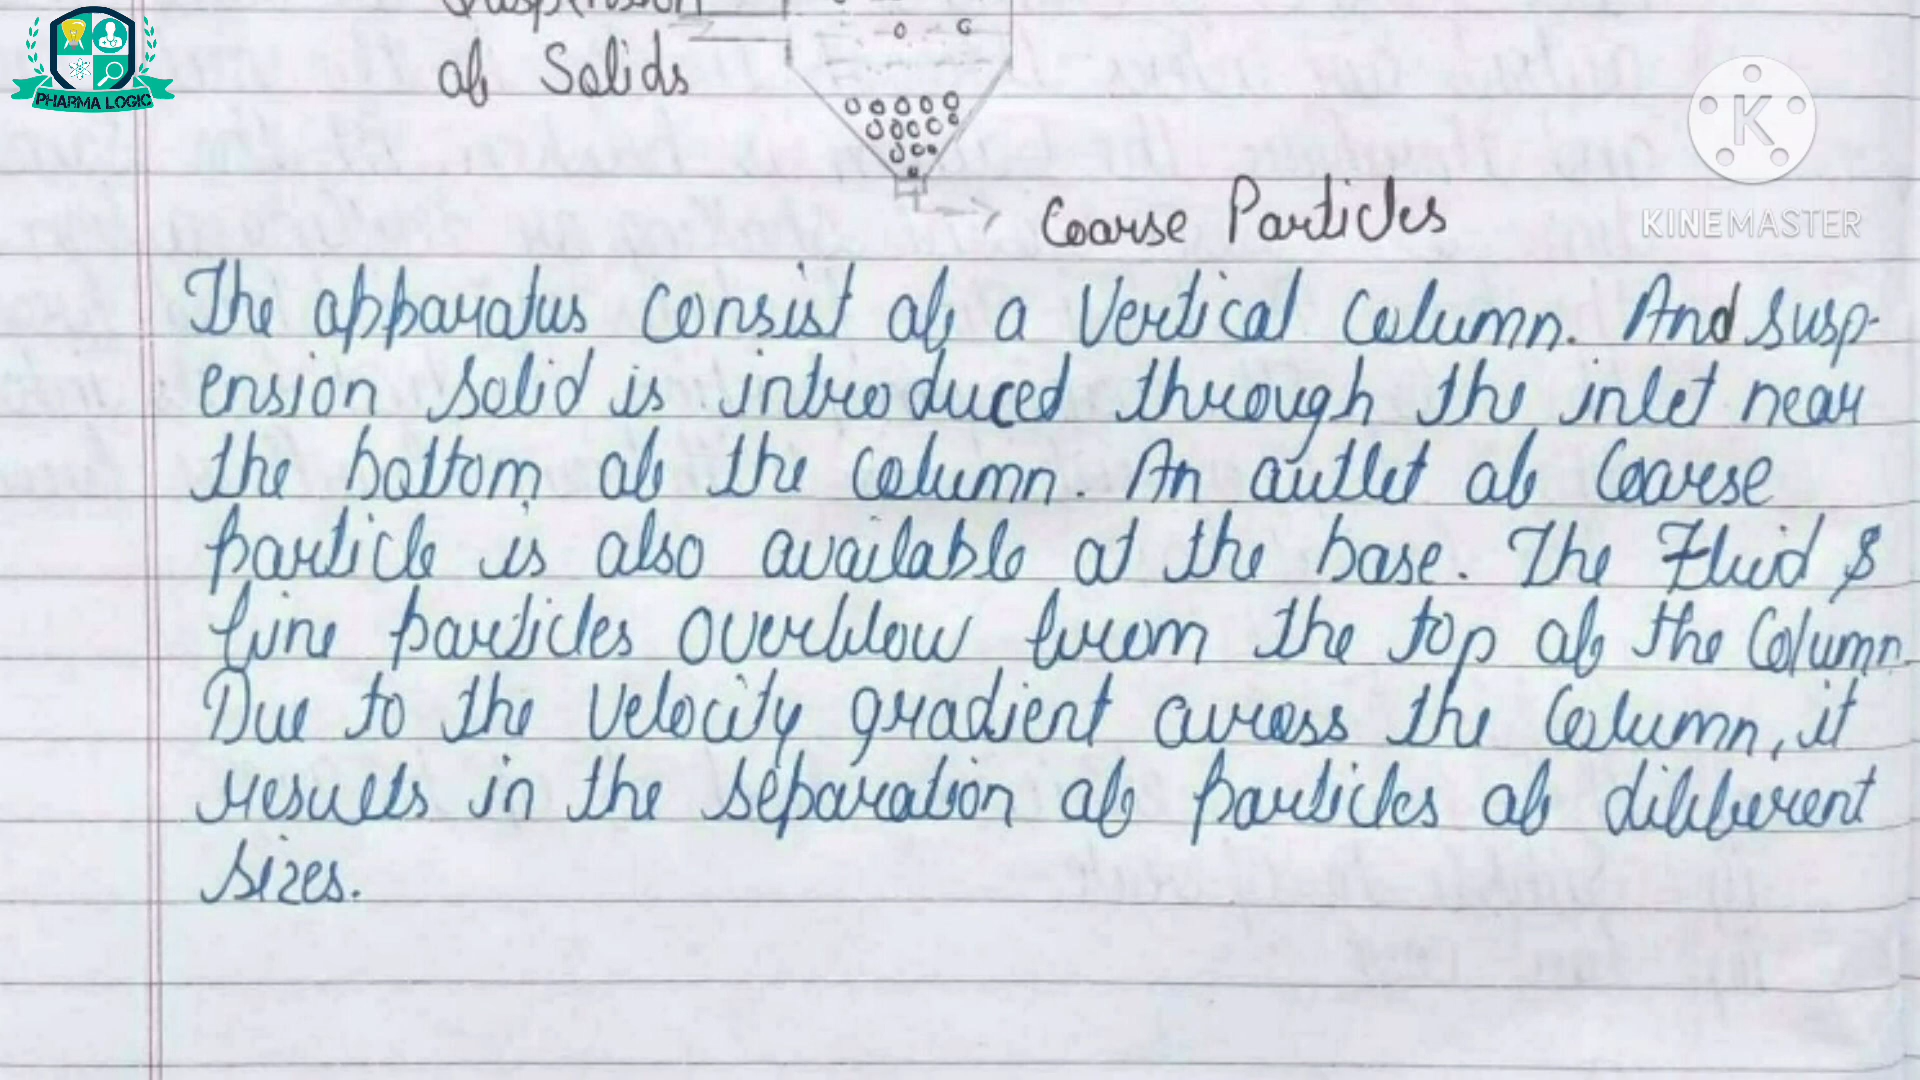 Suspension
of Solids
PHARMA LOGIC
K
KINEMASTER
Coarse Particles
The apparatus consist of a Vertical Column. And susp-
ension solid is introduced through the inlet near
the bottom of the column. An outlet of Coarse
particle is also available at the base. The Fluid &
fine particles overflow from the top of the Column.
Due to the velocity gradient across the Column, it
results in the separation of particles of different
sizes.